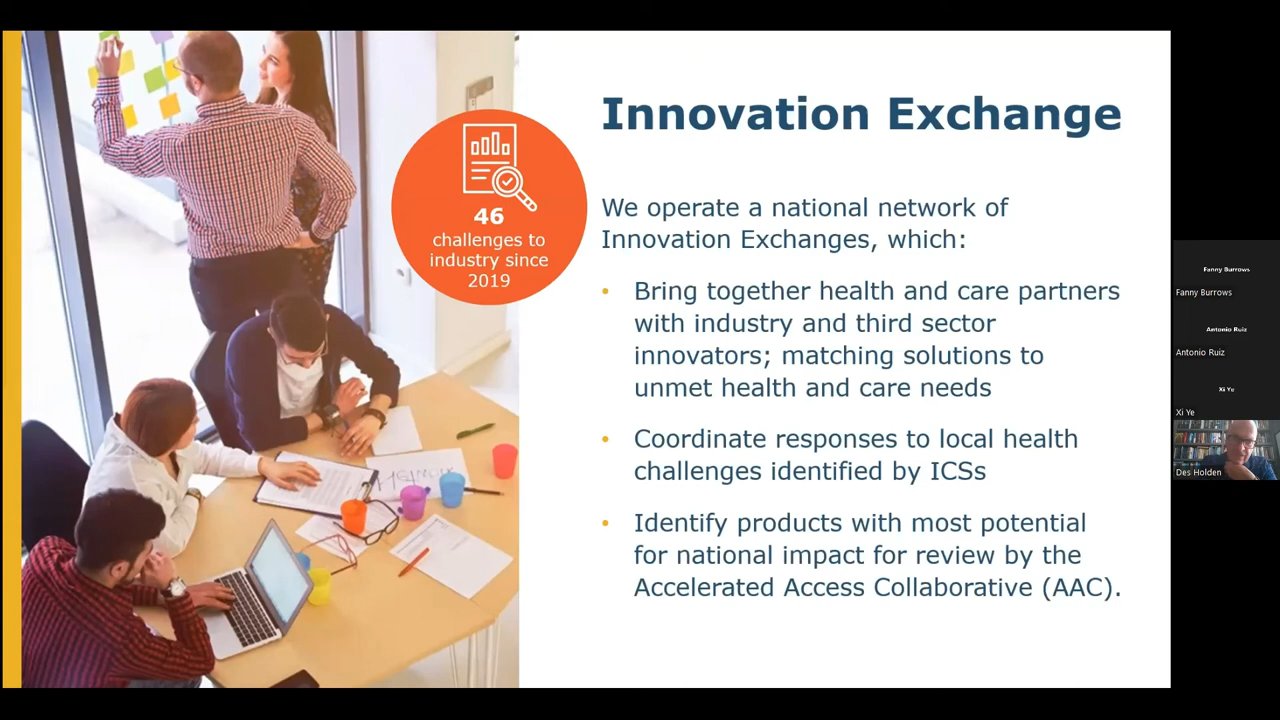 Innovation Exchange
46
challenges to
industry since
2019
We operate a national network of
Innovation Exchanges, which:
• Bring together health and care partners
with industry and third sector
innovators; matching solutions to
unmet health and care needs
• Coordinate responses to local health
challenges identified by ICSs
• Identify products with most potential
for national impact for review by the
Accelerated Access Collaborative (AAC).
Fanny Burrows
Fanny Burrows
Antonio Ruiz
Antonio Ruiz
Xi Ye
Xi Ye
Des Holden